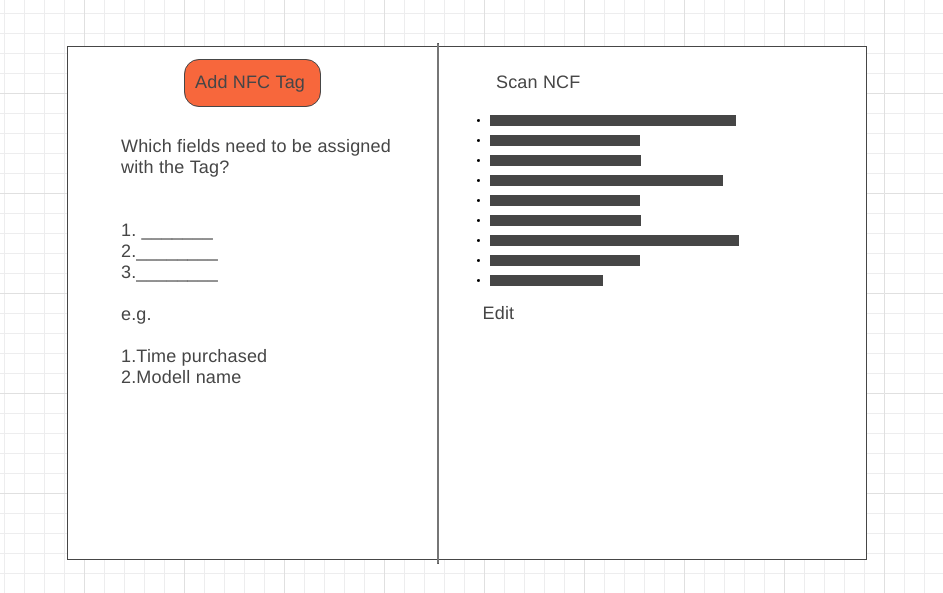 Add NFC Tag
Which fields need to be assigned
with the Tag?
1. _______
2.________
3.________
e.g.
1.Time purchased
2.Modell name
Scan NCF
Edit